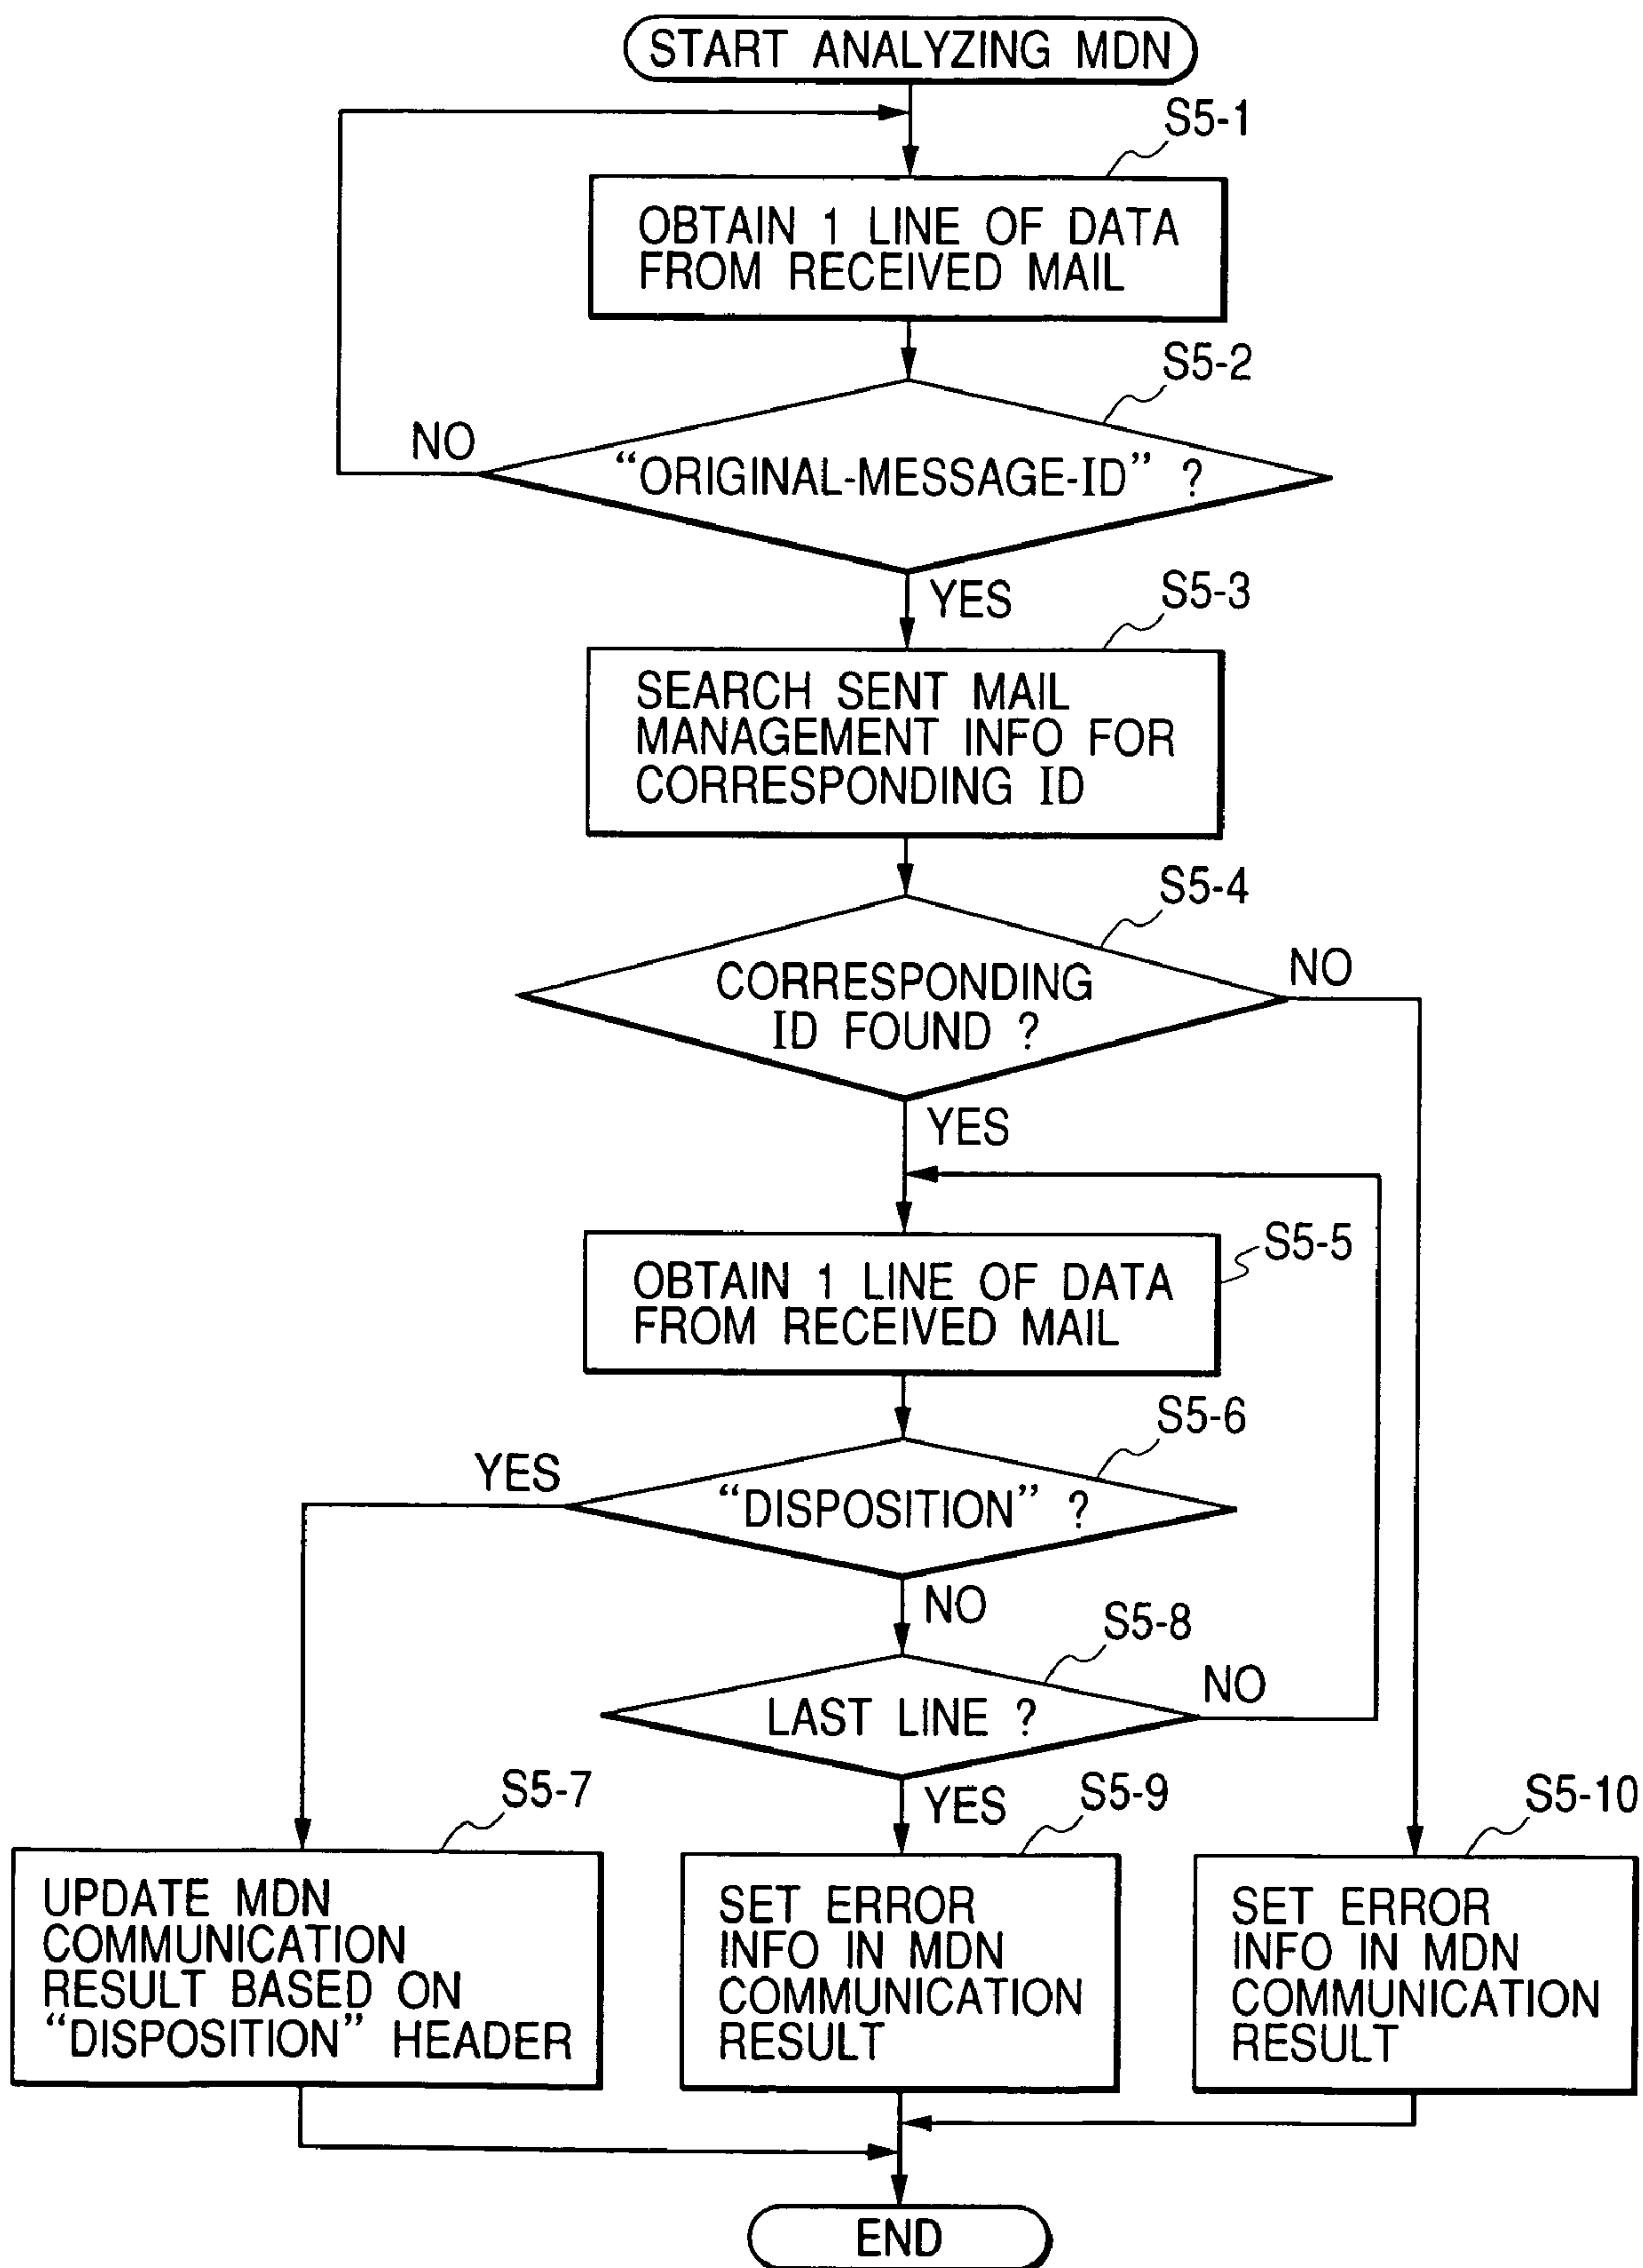 START ANALYZING MDN
S5-1
OBTAIN 1 LINE OF DATA
FROM RECEIVED MAIL
S5-2
NO
“ORIGINAL-MESSAGE-ID” ?
YES
S5-3
SEARCH SENT MAIL
MANAGEMENT INFO FOR
CORRESPONDING ID
S5-4
NO
CORRESPONDING
ID FOUND ?
YES
S5-5
OBTAIN 1 LINE OF DATA
FROM RECEIVED MAIL
S5-6
YES
“DISPOSITION” ?
NO
S5-8
NO
LAST LINE ?
YES
S5-7
UPDATE MDN
COMMUNICATION
RESULT BASED ON
“DISPOSITION” HEADER
S5-9
SET ERROR
INFO IN MDN
COMMUNICATION
RESULT
S5-10
SET ERROR
INFO IN MDN
COMMUNICATION
RESULT
END